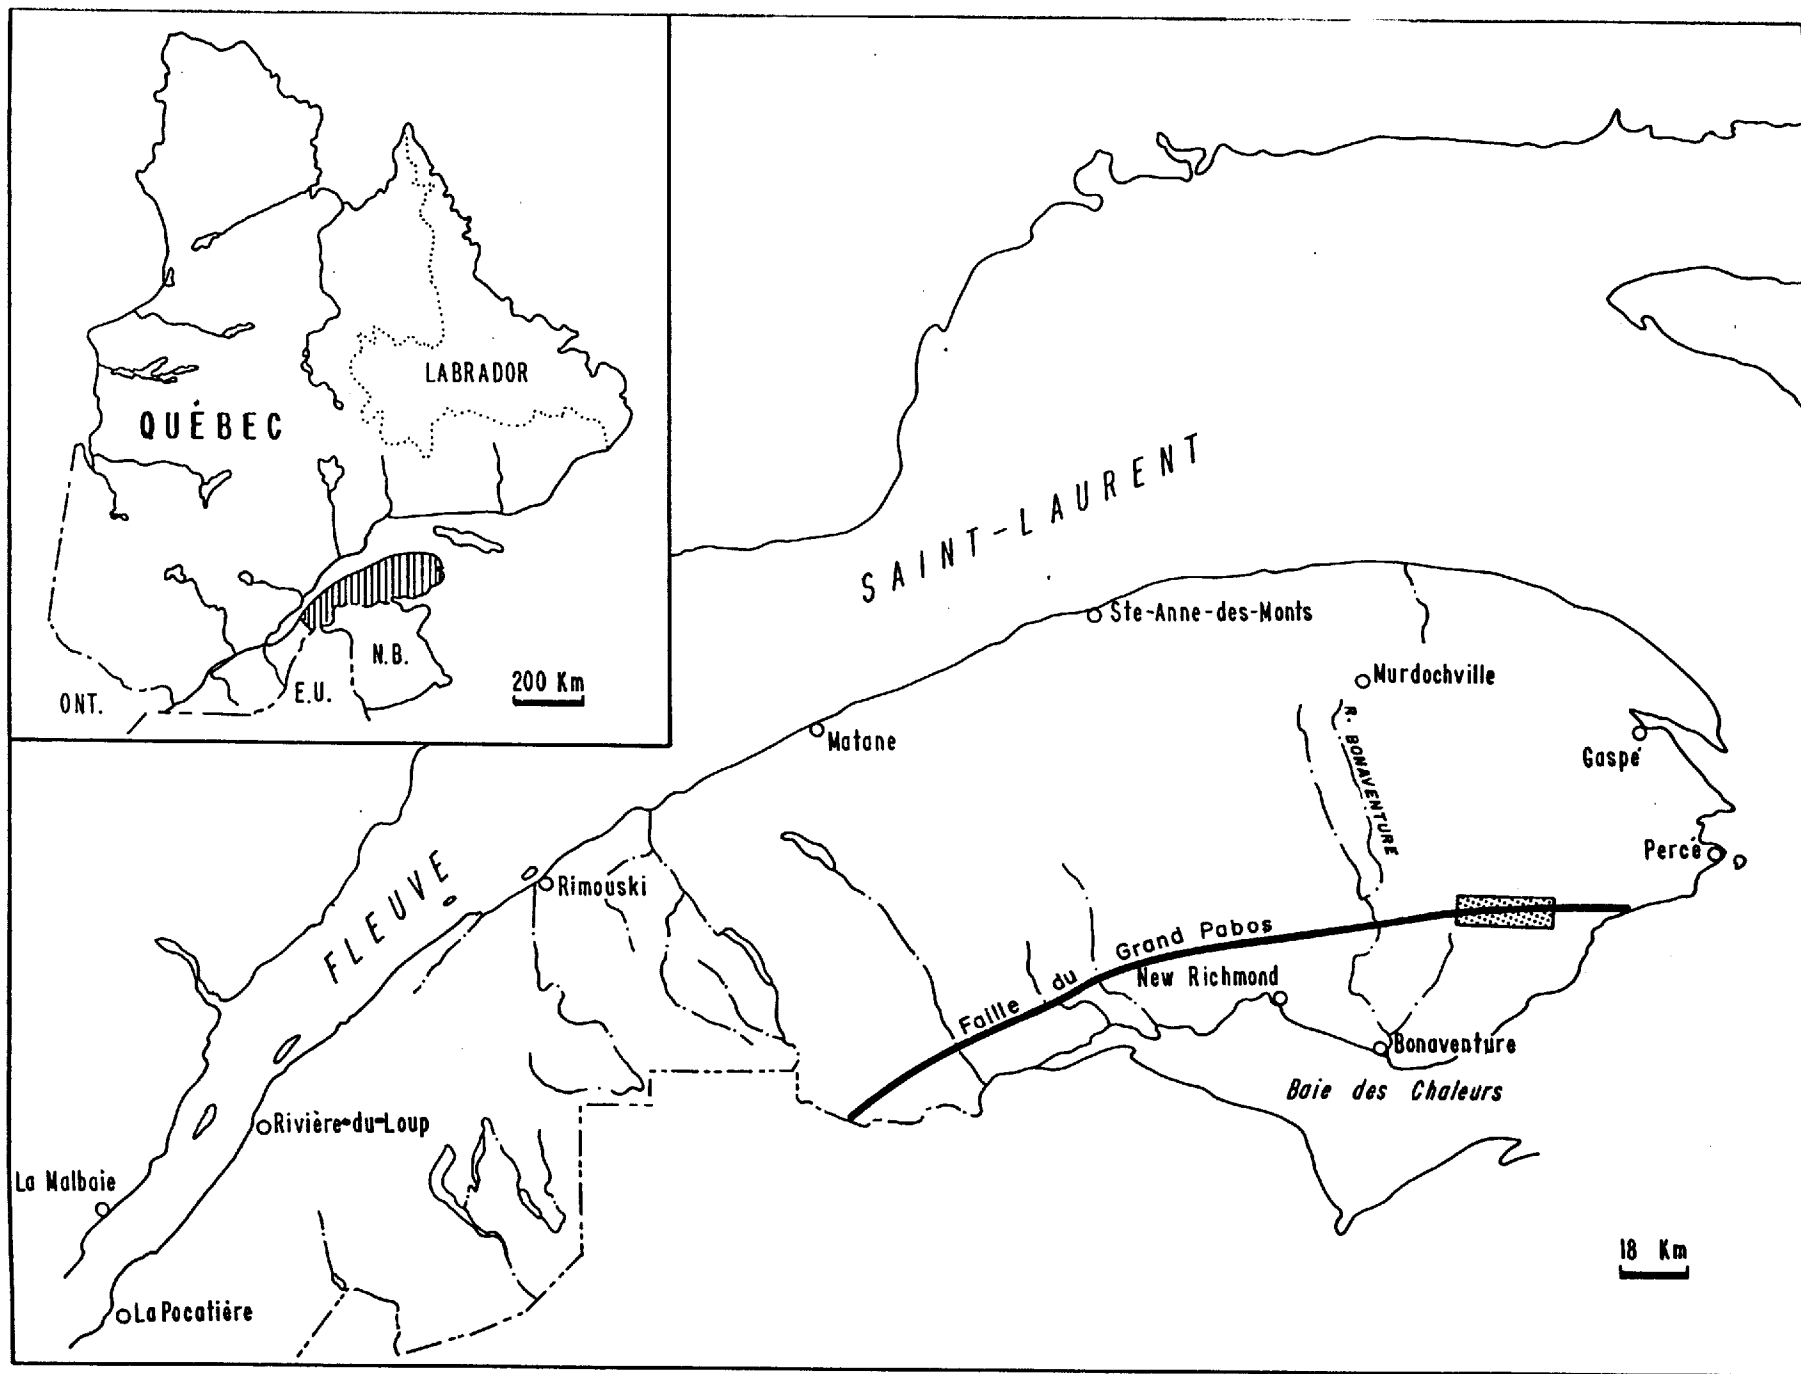 LABRADOR
QUÉBEC
N.B.
E.U.
ONT.
200 Km
SAINT-LAURENT
FLEUVE
Ste-Anne-des-Monts
Murdochville
R. BONAVENTURE
Matane
Gaspé
Percé
Rimouski
Faille du Grand Pabos
New Richmond
Bonaventure
Baie des Chaleurs
Rivière-du-Loup
La Malbaie
La Pocatière
18 Km